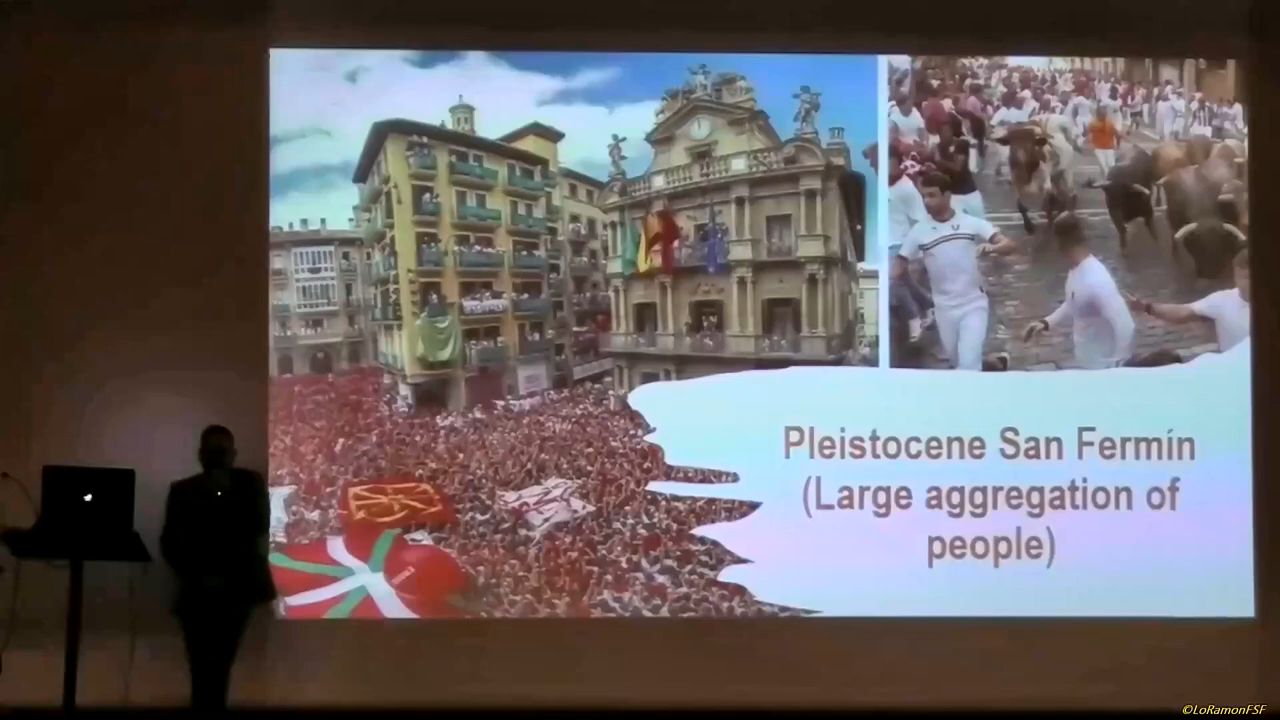 Pleistocene San Fermín
(Large aggregation of
people)
©LoRamonFSF